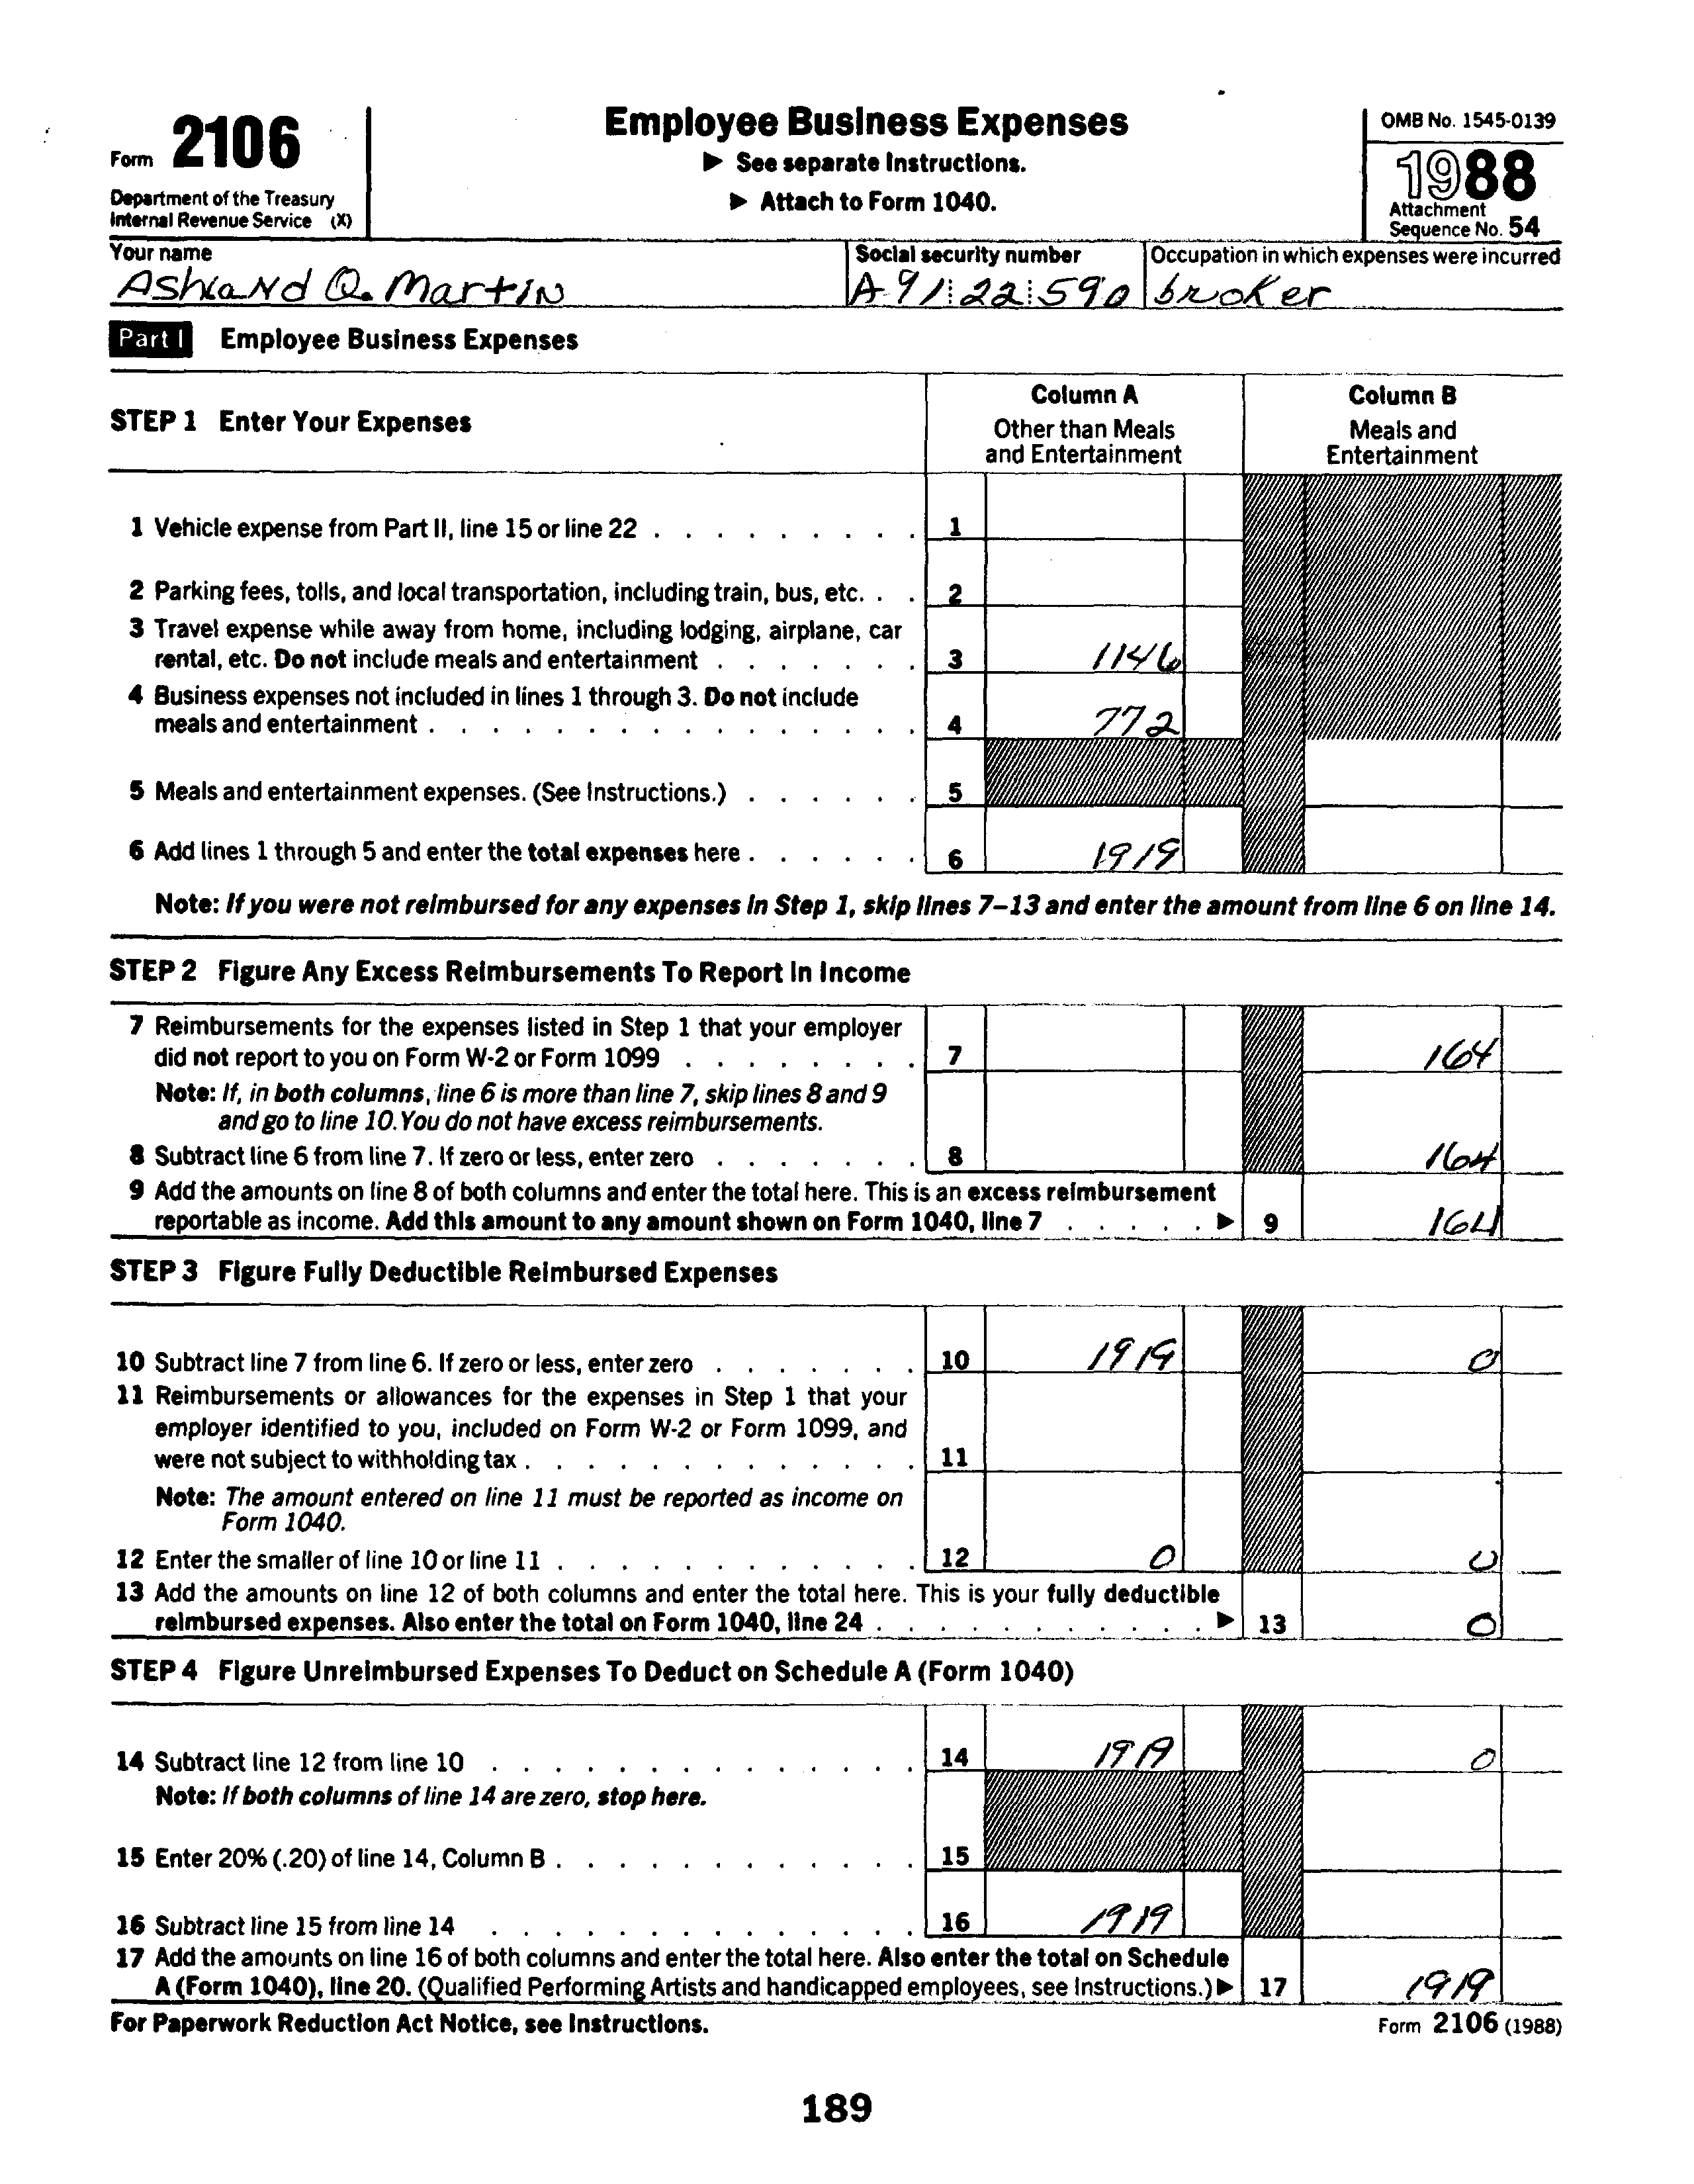 Form 2106
Department of the Treasury
Internal Revenue Service (X)
Employee Business Expenses
▶ See separate Instructions.
▶ Attach to Form 1040.
OMB No. 1545-0139
1988
Attachment
Sequence No. 54
Your name
Ashland Q. Martin
Social security number
A 91 22 590
Occupation in which expenses were incurred
broker
Part I Employee Business Expenses
STEP 1 Enter Your Expenses
Column A
Other than Meals
and Entertainment
Column B
Meals and
Entertainment
1 Vehicle expense from Part II, line 15 or line 22 . . . . . . . . . 1
2 Parking fees, tolls, and local transportation, including train, bus, etc. . . 2
3 Travel expense while away from home, including lodging, airplane, car
rental, etc. Do not include meals and entertainment . . . . . . . 3 1146
4 Business expenses not included in lines 1 through 3. Do not include
meals and entertainment . . . . . . . . . . . . . . . . 4 772
5 Meals and entertainment expenses. (See Instructions.) . . . . . . 5
6 Add lines 1 through 5 and enter the total expenses here . . . . . . 6 1919
Note: If you were not reimbursed for any expenses in Step 1, skip lines 7–13 and enter the amount from line 6 on line 14.
STEP 2 Figure Any Excess Reimbursements To Report in Income
7 Reimbursements for the expenses listed in Step 1 that your employer
did not report to you on Form W-2 or Form 1099 . . . . . . . . 7 164
Note: If, in both columns, line 6 is more than line 7, skip lines 8 and 9
and go to line 10. You do not have excess reimbursements.
8 Subtract line 6 from line 7. If zero or less, enter zero . . . . . . . 8 164
9 Add the amounts on line 8 of both columns and enter the total here. This is an excess reimbursement
reportable as income. Add this amount to any amount shown on Form 1040, line 7 . . . . . ▶ 9 164
STEP 3 Figure Fully Deductible Reimbursed Expenses
10 Subtract line 7 from line 6. If zero or less, enter zero . . . . . . . 10 1919 0
11 Reimbursements or allowances for the expenses in Step 1 that your
employer identified to you, included on Form W-2 or Form 1099, and
were not subject to withholding tax . . . . . . . . . . . . . 11
Note: The amount entered on line 11 must be reported as income on
Form 1040.
12 Enter the smaller of line 10 or line 11 . . . . . . . . . . . . 12 0 0
13 Add the amounts on line 12 of both columns and enter the total here. This is your fully deductible
reimbursed expenses. Also enter the total on Form 1040, line 24 . . . . . . . . . . . ▶ 13 0
STEP 4 Figure Unreimbursed Expenses To Deduct on Schedule A (Form 1040)
14 Subtract line 12 from line 10 . . . . . . . . . . . . . . 14 1919 0
Note: If both columns of line 14 are zero, stop here.
15 Enter 20% (.20) of line 14, Column B . . . . . . . . . . . . 15
16 Subtract line 15 from line 14 . . . . . . . . . . . . . . 16 1919
17 Add the amounts on line 16 of both columns and enter the total here. Also enter the total on Schedule
A (Form 1040), line 20. (Qualified Performing Artists and handicapped employees, see Instructions.) ▶ 17 1919
For Paperwork Reduction Act Notice, see Instructions.
Form 2106 (1988)
189